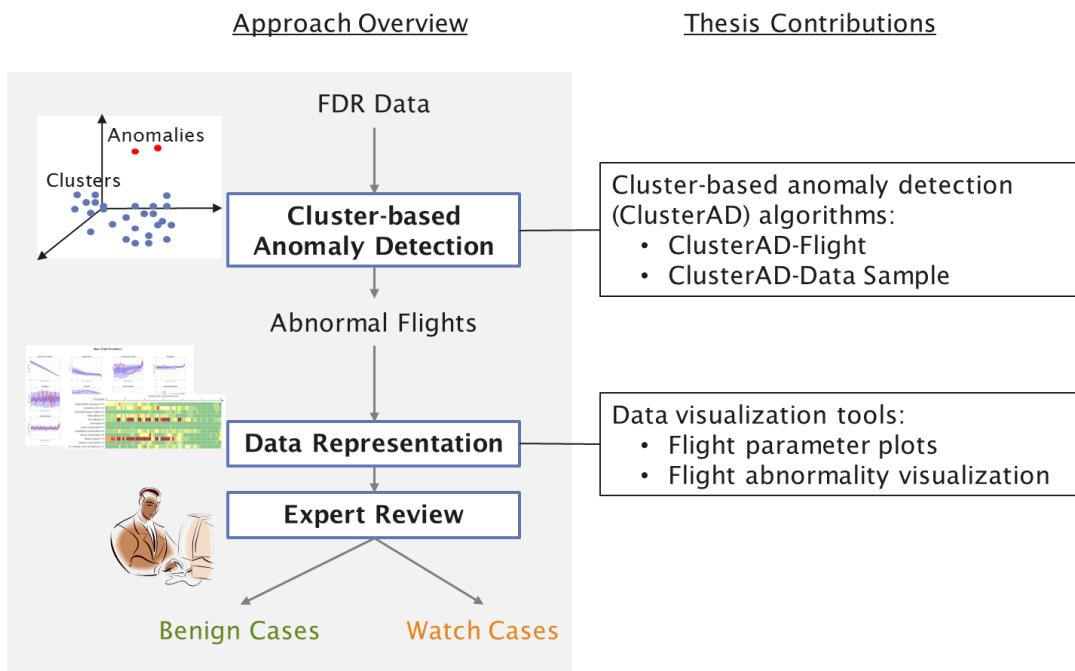 Approach Overview
Thesis Contributions
FDR Data
Anomalies
Clusters
Cluster-based
Anomaly Detection
Cluster-based anomaly detection
(ClusterAD) algorithms:
• ClusterAD-Flight
• ClusterAD-Data Sample
Abnormal Flights
Data Representation
Data visualization tools:
• Flight parameter plots
• Flight abnormality visualization
Expert Review
Benign Cases
Watch Cases